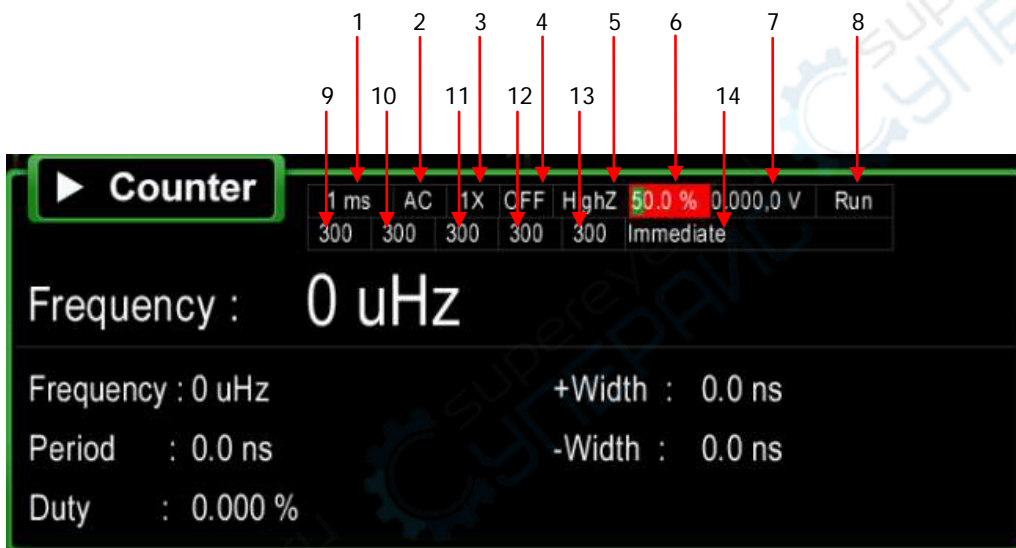 1 2 3 4 5 6 7 8
9 10 11 12 13 14
Counter
1 ms AC 1X OFF HighZ 50.0 % 0.000,0 V Run
300 300 300 300 300 Immediate
Frequency : 0 uHz
Frequency : 0 uHz +Width : 0.0 ns
Period : 0.0 ns -Width : 0.0 ns
Duty : 0.000 %